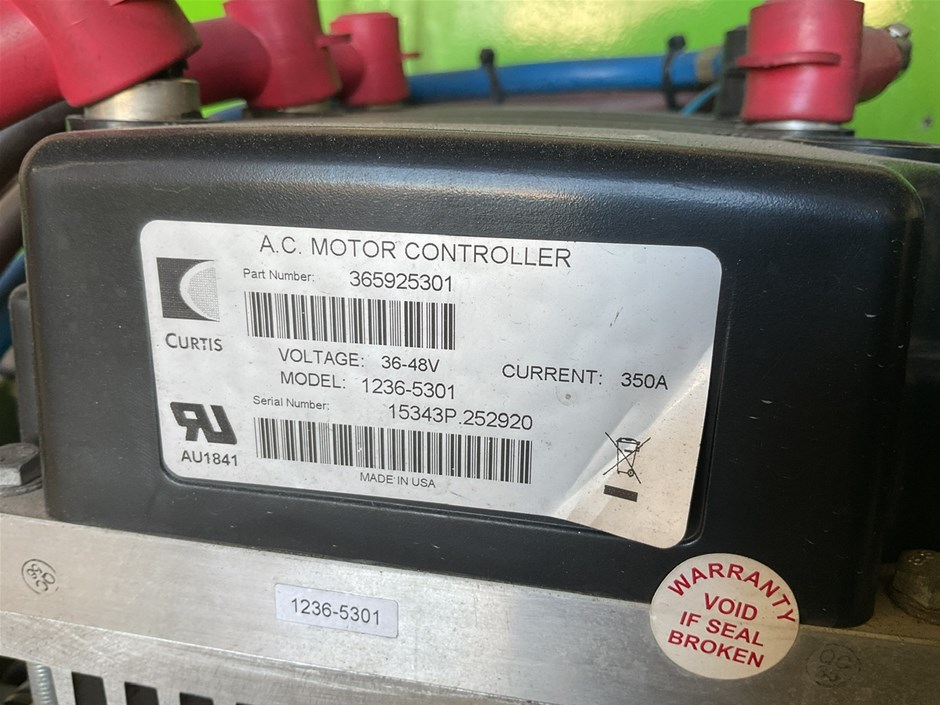 A.C. MOTOR CONTROLLER
Part Number: 365925301
CURTIS
VOLTAGE: 36-48V
CURRENT: 350A
MODEL: 1236-5301
Serial Number: 15343P.252920
RU
AU1841
MADE IN USA
1236-5301
WARRANTY
VOID
IF SEAL
BROKEN